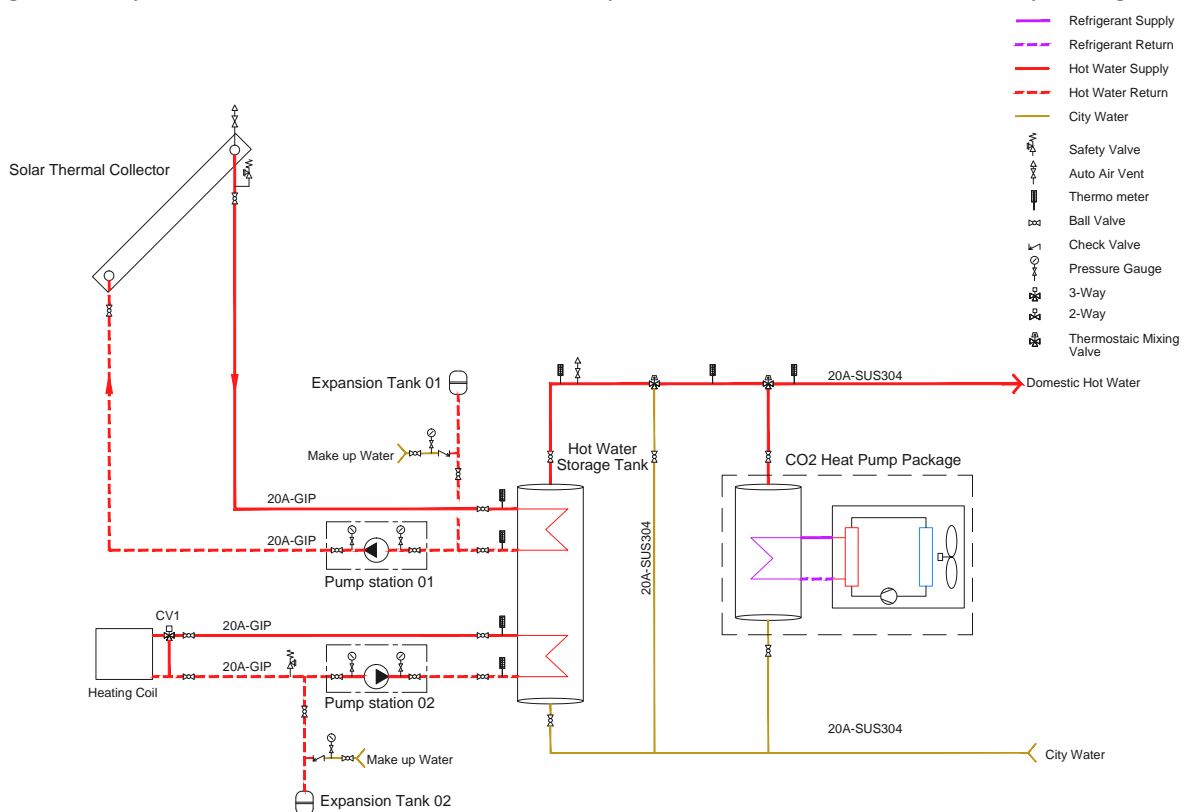 Refrigerant Supply
Refrigerant Return
Hot Water Supply
Hot Water Return
City Water
Safety Valve
Auto Air Vent
Thermo meter
Ball Valve
Check Valve
Pressure Gauge
3-Way
2-Way
Thermostaic Mixing
Valve
Solar Thermal Collector
Expansion Tank 01
20A-SUS304
Domestic Hot Water
Make up Water
Hot Water
Storage Tank
CO2 Heat Pump Package
20A-GIP
20A-GIP
20A-SUS304
Pump station 01
CV1
20A-GIP
20A-GIP
Heating Coil
Pump station 02
20A-SUS304
City Water
Make up Water
Expansion Tank 02